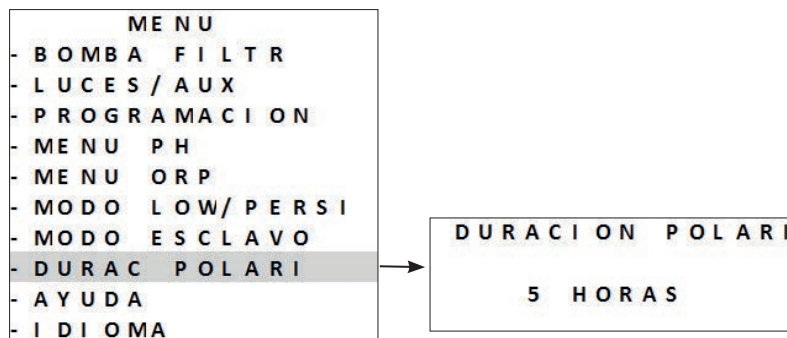 MENU
- BOMBA FILTR
- LUCES/AUX
- PROGRAMACION
- MENU PH
- MENU ORP
- MODO LOW/PERSI
- MODO ESCLAVO
- DURAC POLARI
- AYUDA
- IDIOMA
DURACION POLARI
5 HORAS